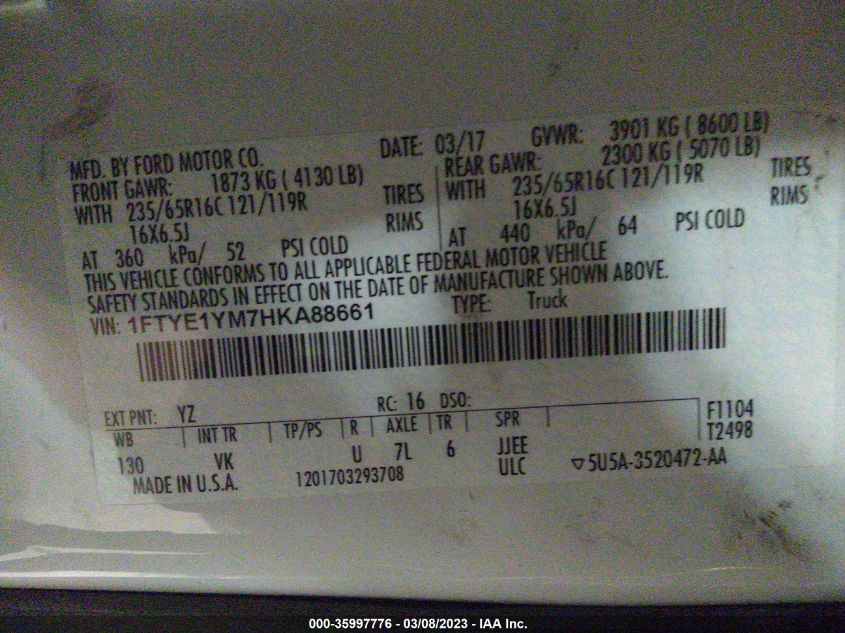 MFD. BY FORD MOTOR CO. DATE: 03/17 GVWR: 3901 KG ( 8600 LB)
FRONT GAWR: 1873 KG ( 4130 LB) REAR GAWR: 2300 KG ( 5070 LB)
WITH 235/65R16C 121/119R TIRES WITH 235/65R16C 121/119R TIRES
16X6.5J RIMS 16X6.5J RIMS
AT 360 kPa/ 52 PSI COLD AT 440 kPa/ 64 PSI COLD
THIS VEHICLE CONFORMS TO ALL APPLICABLE FEDERAL MOTOR VEHICLE
SAFETY STANDARDS IN EFFECT ON THE DATE OF MANUFACTURE SHOWN ABOVE.
VIN: 1FTYE1YM7HKA88661 TYPE: Truck
EXT PNT: YZ RC: 16 DSO: F1104
WB INT TR TP/PS R AXLE TR SPR T2498
130 VK U 7L 6 JJEE
MADE IN U.S.A. 1201703293708 ULC 5U5A-3520472-AA
000-35997776 - 03/08/2023 - IAA Inc.